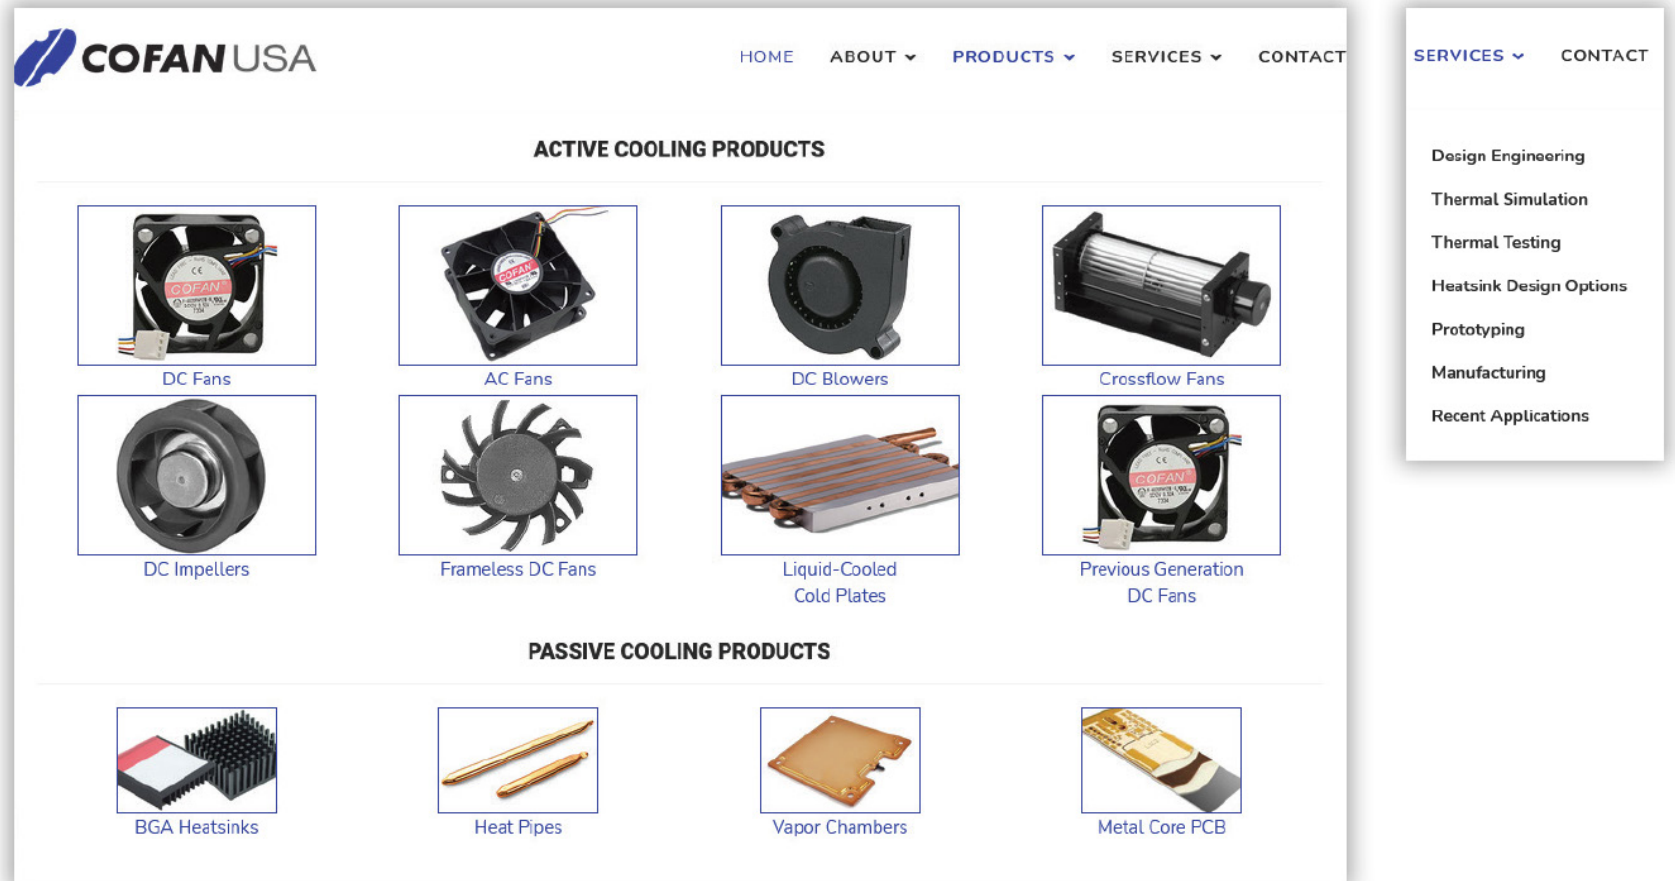 COFAN USA
HOME ABOUT PRODUCTS SERVICES CONTACT
ACTIVE COOLING PRODUCTS
COFAN
COFAN
DC Fans AC Fans DC Blowers Crossflow Fans
COFAN
DC Impellers Frameless DC Fans Liquid-Cooled Previous Generation
Cold Plates DC Fans
PASSIVE COOLING PRODUCTS
BGA Heatsinks Heat Pipes Vapor Chambers Metal Core PCB
SERVICES CONTACT
Design Engineering
Thermal Simulation
Thermal Testing
Heatsink Design Options
Prototyping
Manufacturing
Recent Applications